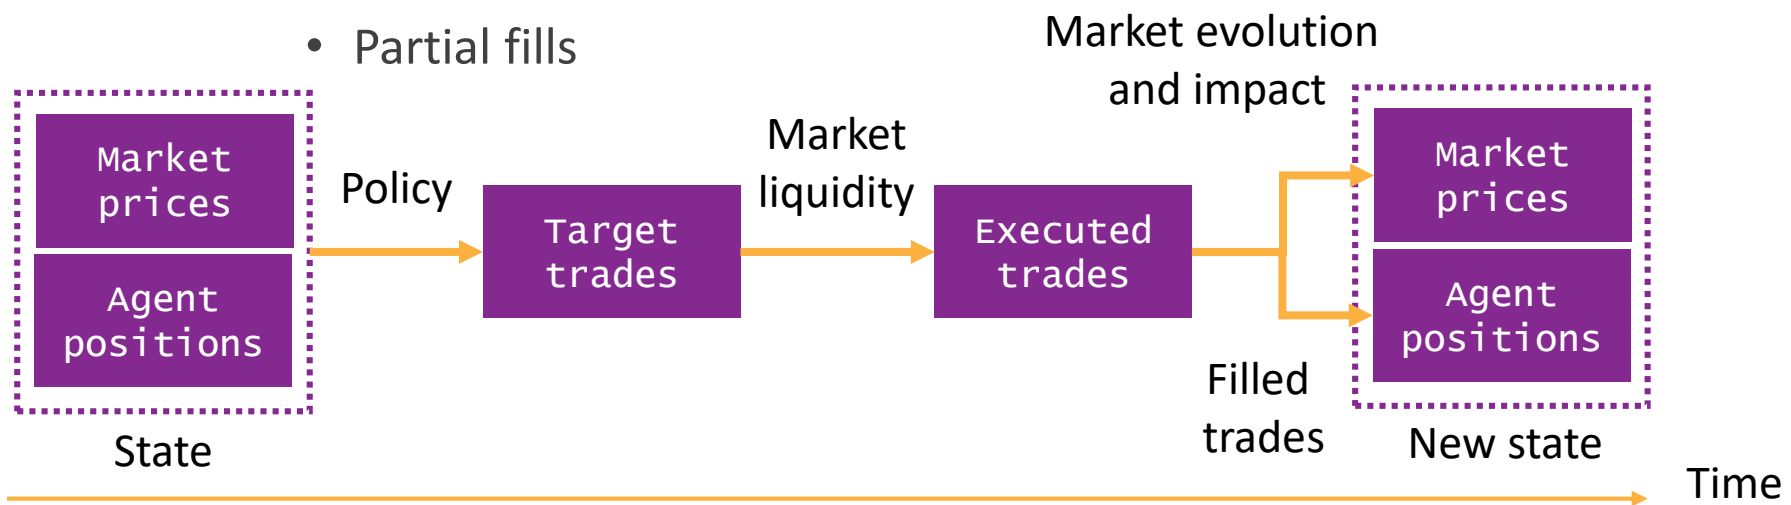 • Partial fills
Market evolution
and impact
Market
prices
Agent
positions
State
Policy
Target
trades
Market
liquidity
Executed
trades
Filled
trades
Market
prices
Agent
positions
New state
Time